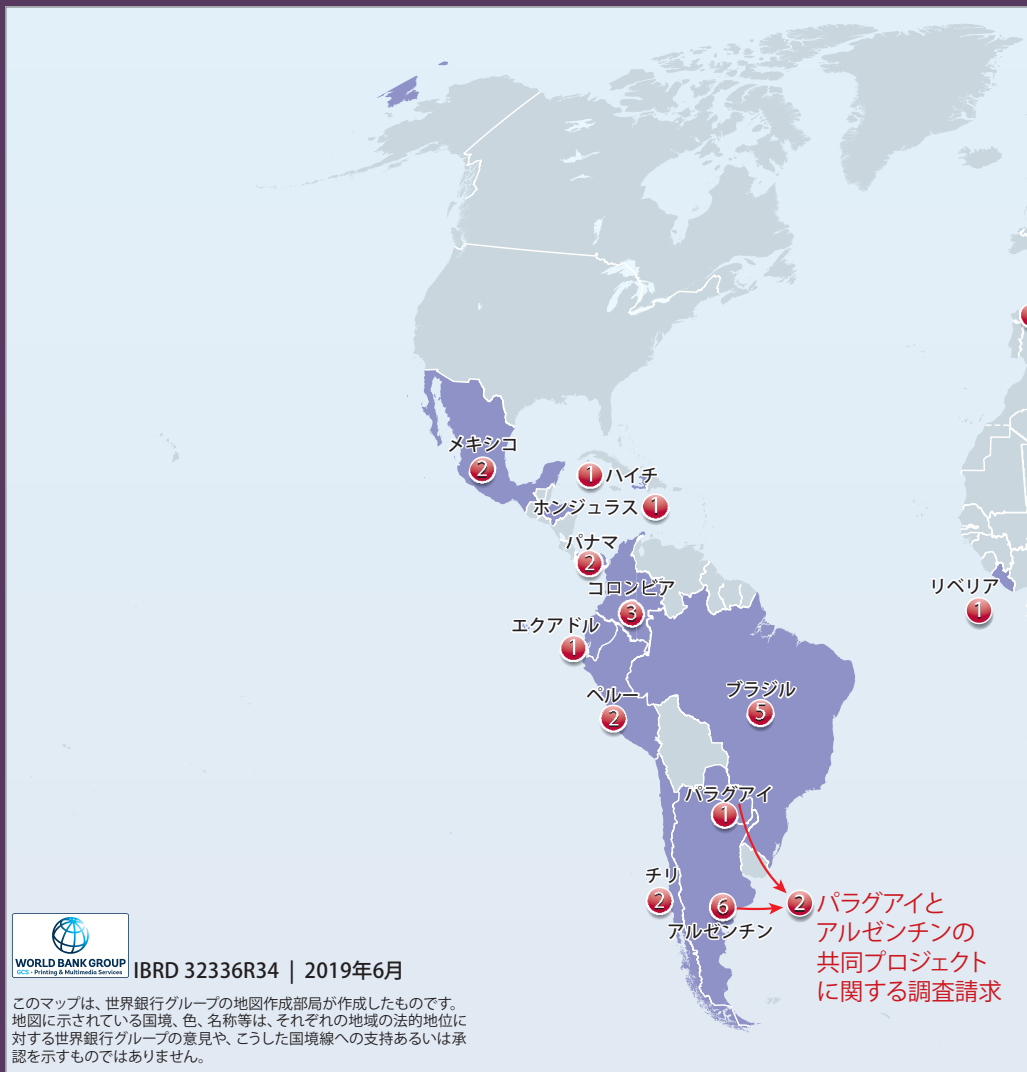 メキシコ
2
1 ハイチ
ホンジュラス 1
パナマ
2
コロンビア
3
リベリア
1
エクアドル
1
ペルー
2
ブラジル
5
パラグアイ
1
チリ
2
6
アルゼンチン
2 パラグアイと
アルゼンチンの
共同プロジェクト
に関する調査請求
WORLD BANK GROUP
GCS - Printing & Multimedia Services
IBRD 32336R34 | 2019年6月
このマップは、世界銀行グループの地図作成部局が作成したものです。
地図に示されている国境、色、名称等は、それぞれの地域の法的地位に
対する世界銀行グループの意見や、こうした国境線への支持あるいは承
認を示すものではありません。